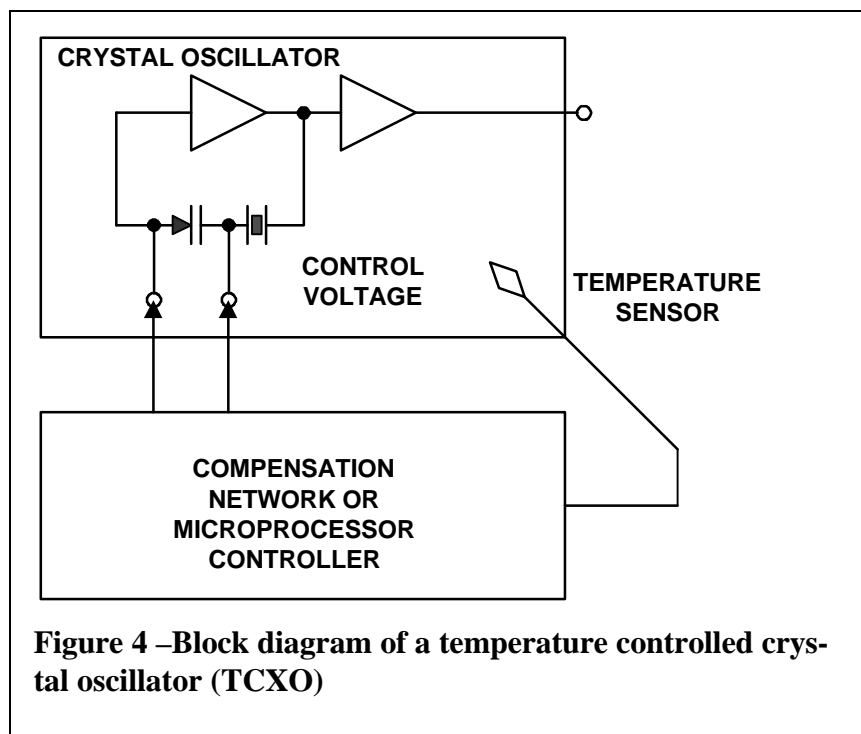 CRYSTAL OSCILLATOR
CONTROL
VOLTAGE
TEMPERATURE
SENSOR
COMPENSATION
NETWORK OR
MICROPROCESSOR
CONTROLLER
Figure 4 –Block diagram of a temperature controlled crys-
tal oscillator (TCXO)